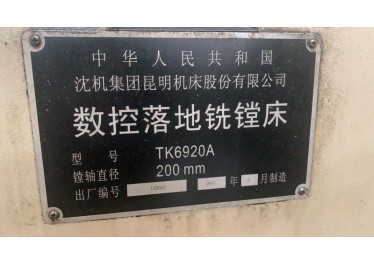 中华人民共和国
沈机集团昆明机床股份有限公司
数控落地铣镗床
型号 TK6920A
镗轴直径 200mm
出厂编号 年 月制造